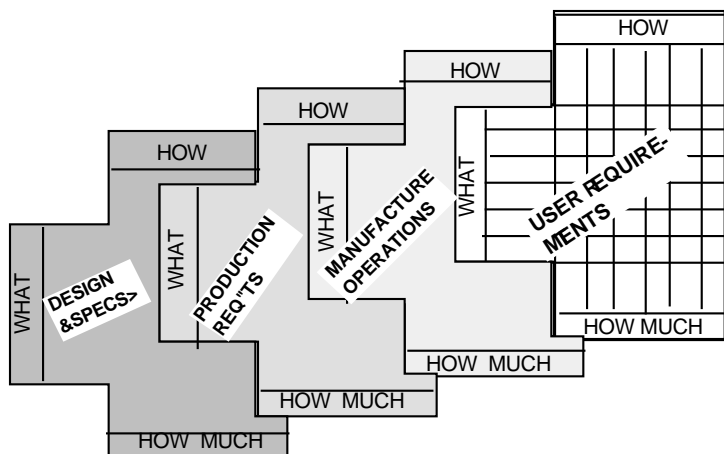 HOW
WHAT
USER REQUIRE-
MENTS
HOW MUCH
HOW
WHAT
MANUFACTURE
OPERATIONS
HOW MUCH
HOW
WHAT
PRODUCTION
REQ"TS
HOW MUCH
HOW
WHAT
DESIGN
&SPECS>
HOW MUCH